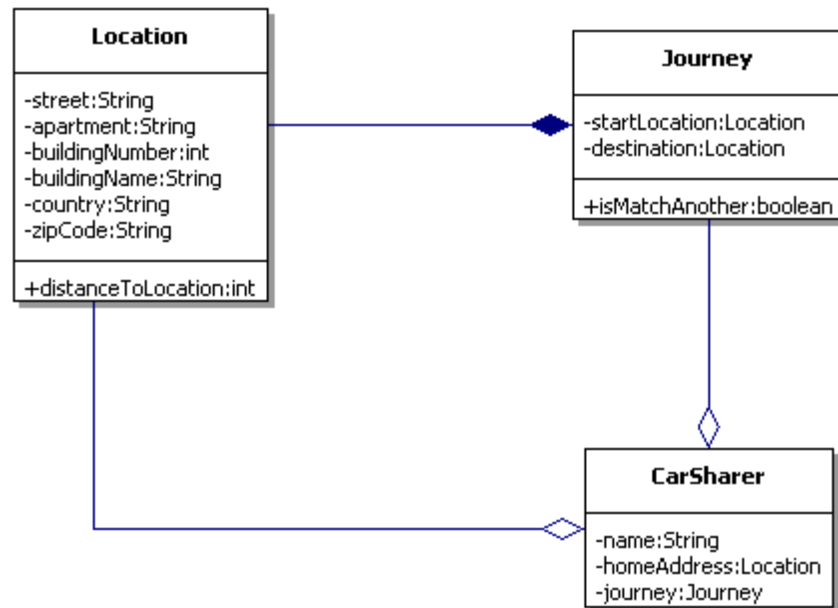 Location
-street:String
-apartment:String
-buildingNumber:int
-buildingName:String
-country:String
-zipCode:String
+distanceToLocation:int
Journey
-startLocation:Location
-destination:Location
+isMatchAnother:boolean
CarSharer
-name:String
-homeAddress:Location
-journey:Journey